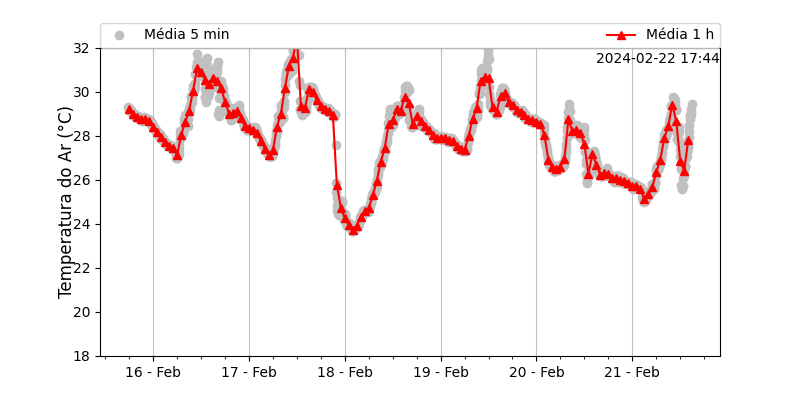 Média 5 min
Média 1 h
2024-02-22 17:44
Temperatura do Ar (°C)
32
30
28
26
24
22
20
18
16 - Feb
17 - Feb
18 - Feb
19 - Feb
20 - Feb
21 - Feb